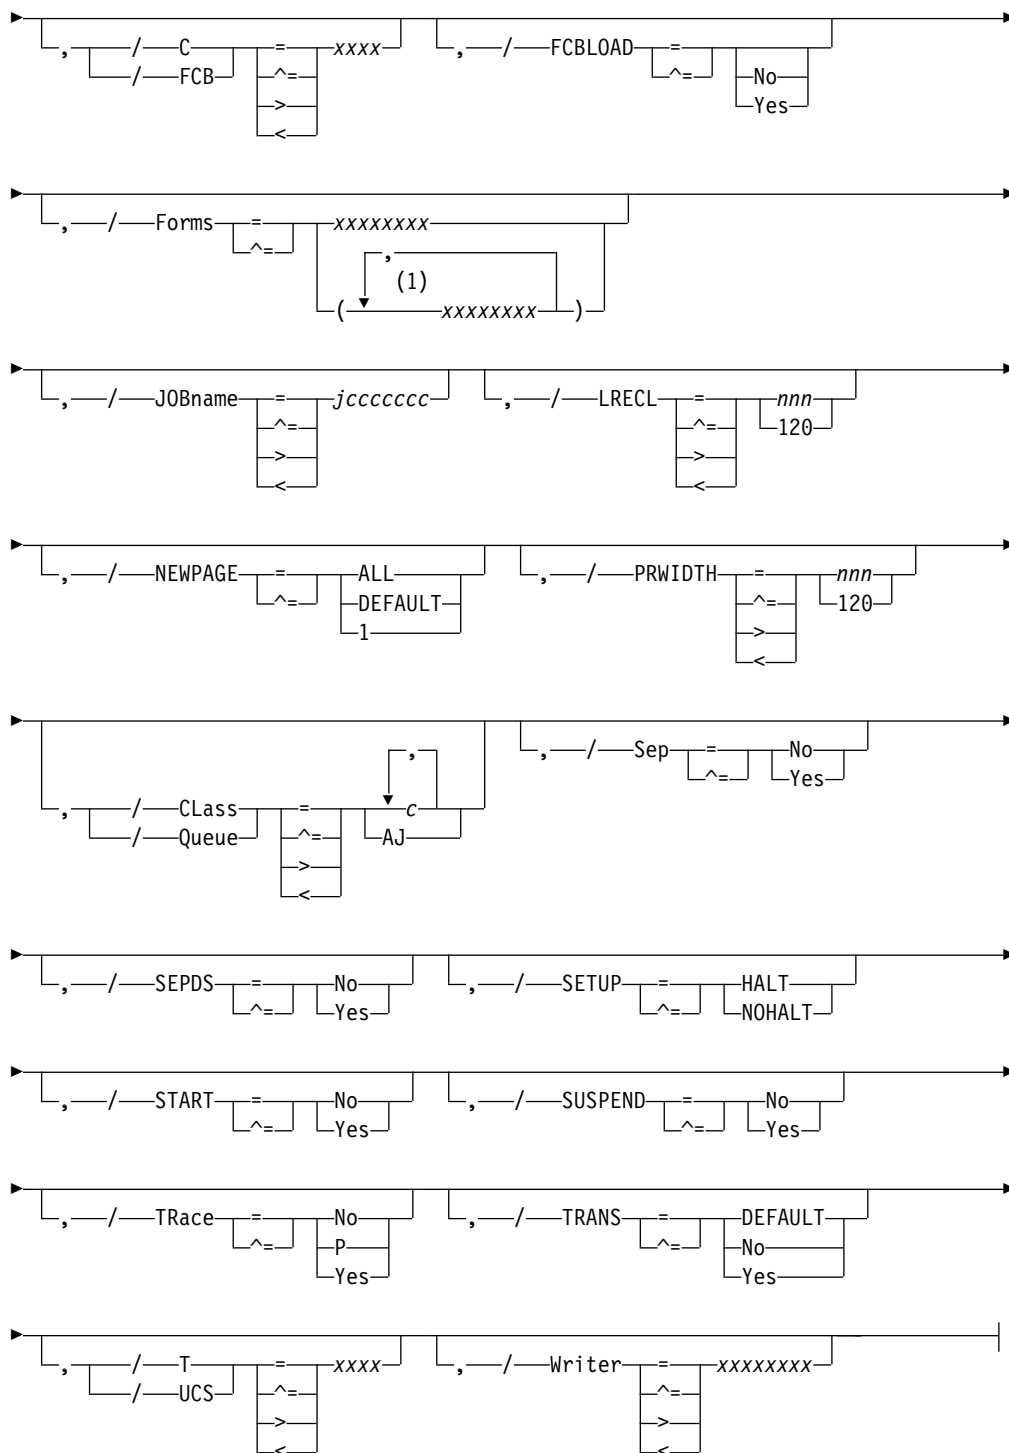 , / C = xxxx , / FCBLOAD =
/ FCB ^= ^= No
> Yes
<
, / Forms = xxxxxxxx
^= ,
(1)
( xxxxxxxx )
, / JOBname = jccccccc , / LRECL = nnn
^= ^= 120
> >
< <
, / NEWPAGE = ALL , / PRWIDTH = nnn
^= DEFAULT ^= 120
1 >
<
, , / Sep = No
^= Yes
, / CLass = c
/ Queue ^= AJ
>
<
, / SEPDS = No , / SETUP = HALT
^= Yes ^= NOHALT
, / START = No , / SUSPEND = No
^= Yes ^= Yes
, / TRace = No , / TRANS = DEFAULT
^= P ^= No
Yes Yes
, / T = xxxx , / Writer = xxxxxxxx
/ UCS ^= ^=
> >
< <